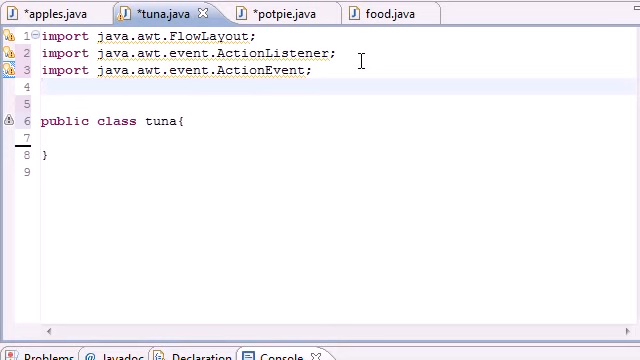 *apples.java *tuna.java *potpie.java food.java
1 import java.awt.FlowLayout;
2 import java.awt.event.ActionListener;
3 import java.awt.event.ActionEvent;
4
5
6 public class tuna{
7
8 }
9
Problems @ Javadoc Declaration Console